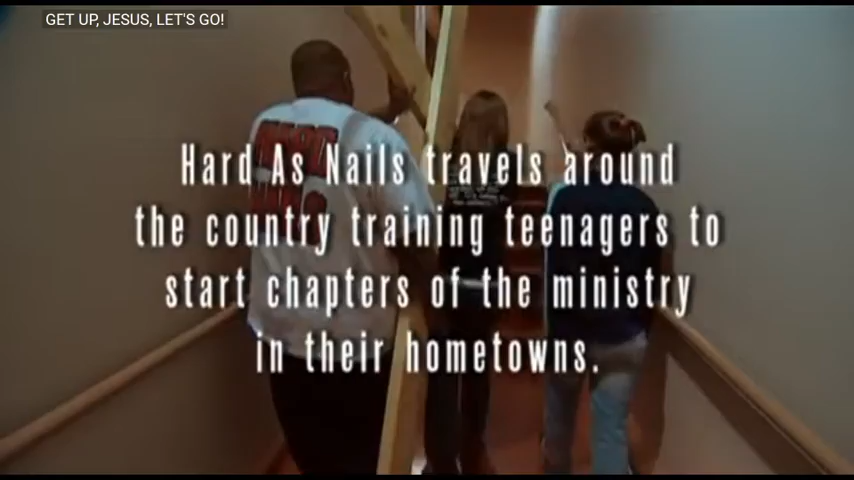 GET UP, JESUS, LET'S GO!
Hard As Nails travels around
the country training teenagers to
start chapters of the ministry
in their hometowns.